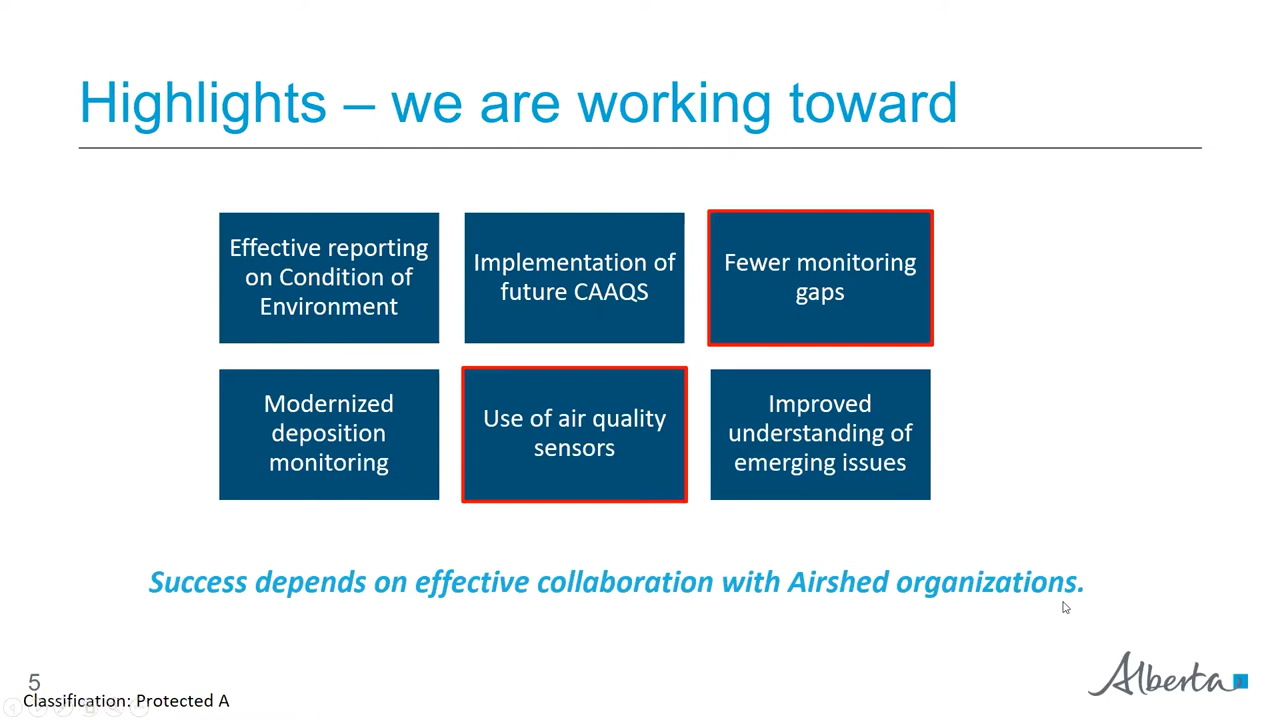 Highlights – we are working toward
Effective reporting
on Condition of
Environment
Implementation of
future CAAQS
Fewer monitoring
gaps
Modernized
deposition
monitoring
Use of air quality
sensors
Improved
understanding of
emerging issues
Success depends on effective collaboration with Airshed organizations.
5
Classification: Protected A
Alberta